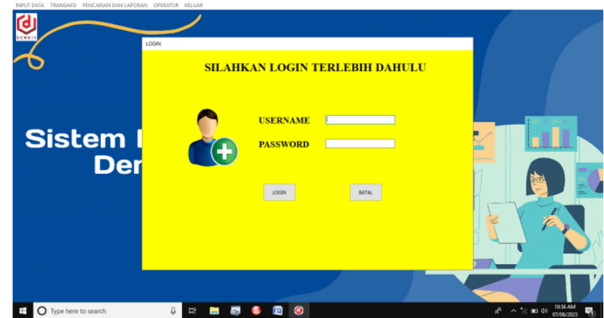 INPUT DATA TRANSAKSI PENCARIAN DAN LAPORAN OPERATOR KELUAR
LOGIN
SILAHKAN LOGIN TERLEBIH DAHULU
USERNAME
PASSWORD
Sistem
Der
LOGIN BATAL
Type here to search
10:36 AM
07/06/2023